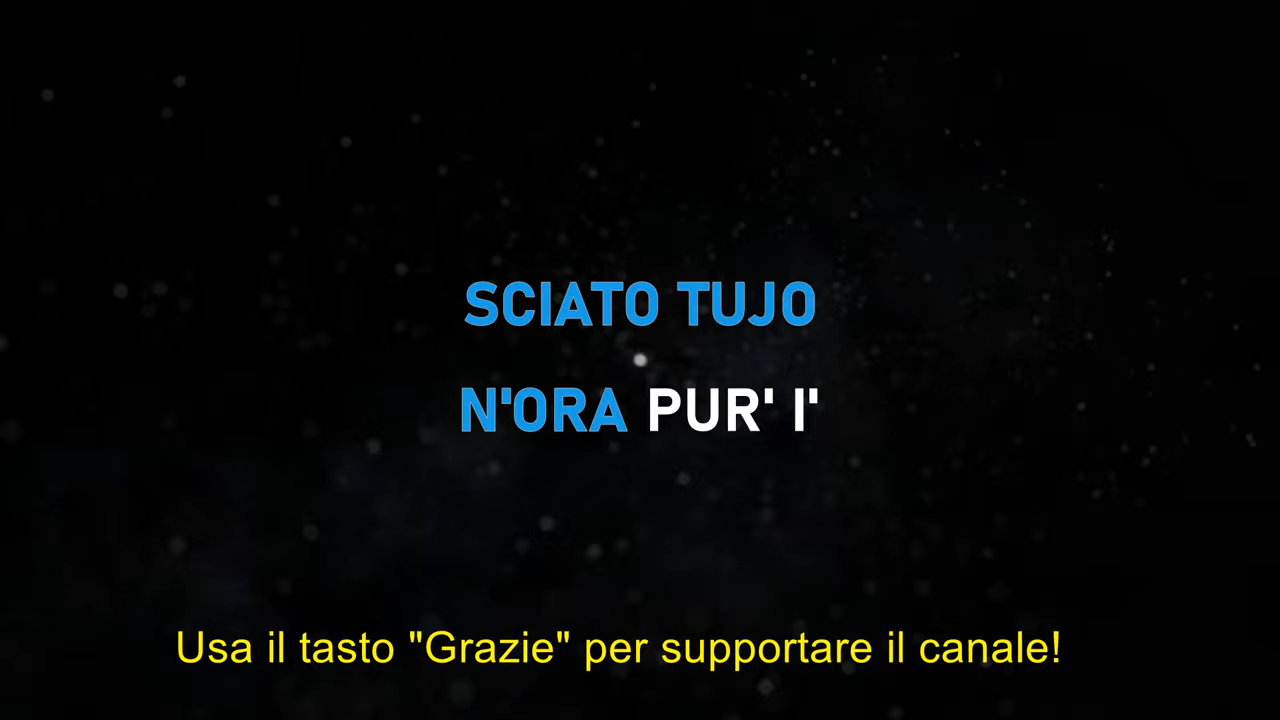 SCIATO TUJO
N'ORA PUR' I'
Usa il tasto "Grazie" per supportare il canale!